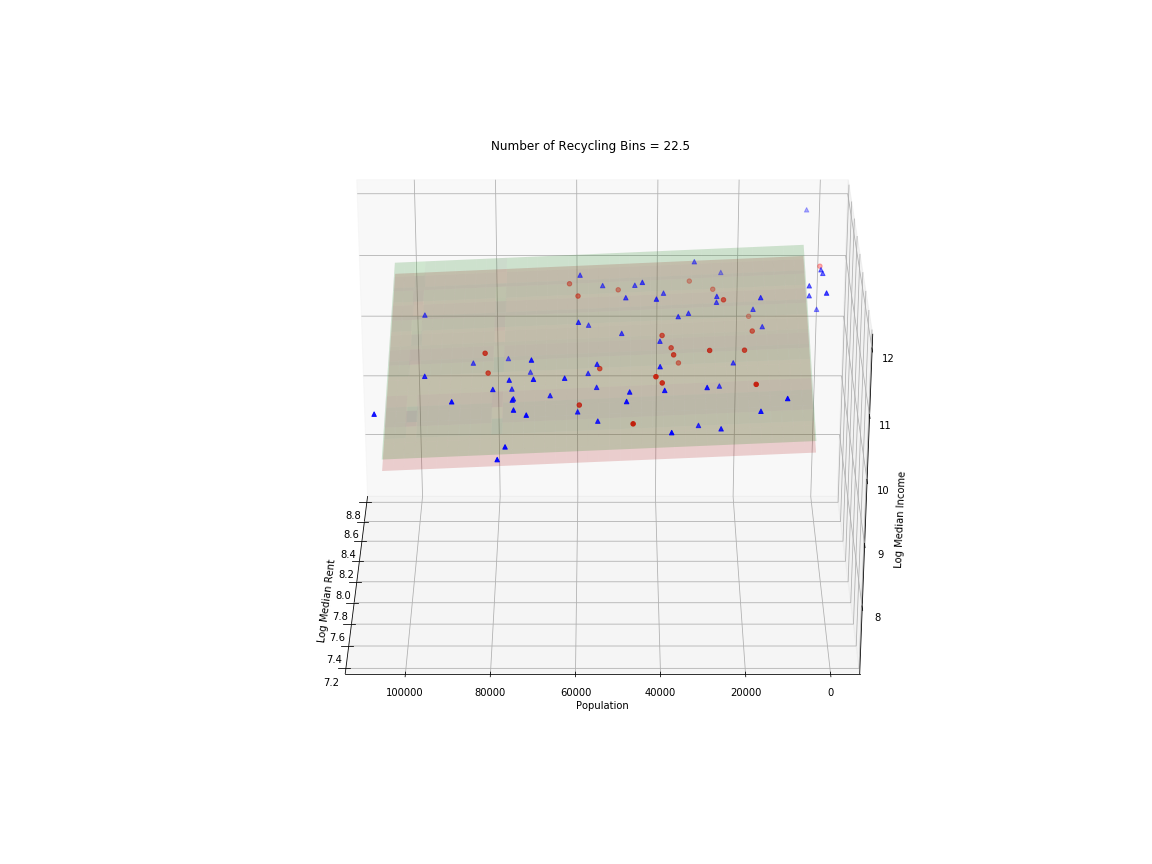 Number of Recycling Bins = 22.5
12
11
10
9
8
Log Median Income
8.8
8.6
8.4
8.2
8.0
7.8
7.6
7.4
7.2
Log Median Rent
100000 80000 60000 40000 20000 0
Population